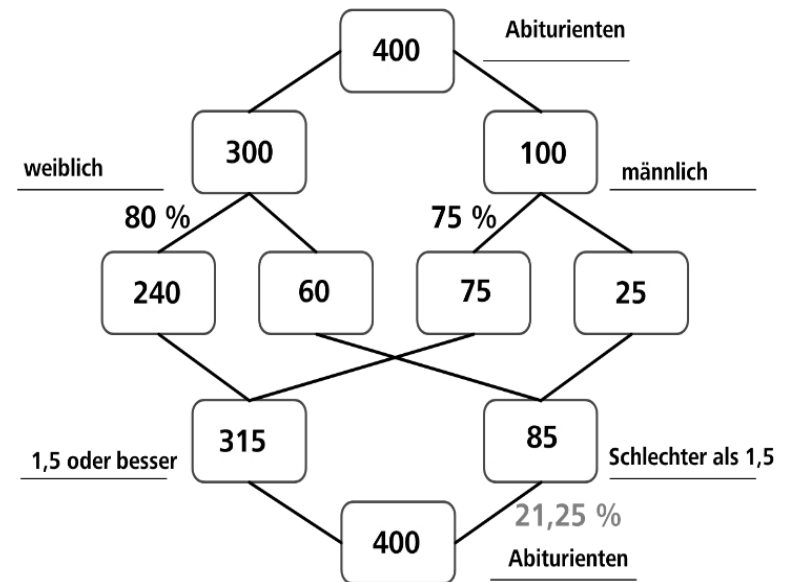 400
Abiturienten
300
100
weiblich
männlich
80 %
75 %
240
60
75
25
315
85
1,5 oder besser
Schlechter als 1,5
21,25 %
400
Abiturienten